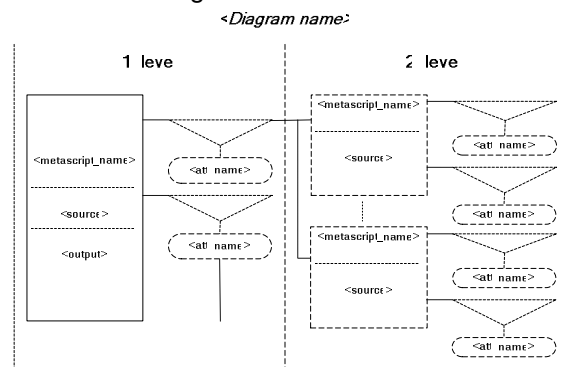 <Diagram name>
1 leve
<metascript_name>
<source>
<output>
<att name>
<att name>
2 leve
<metascript_name>
<source>
<att name>
<att name>
<metascript_name>
<source>
<att name>
<att name>